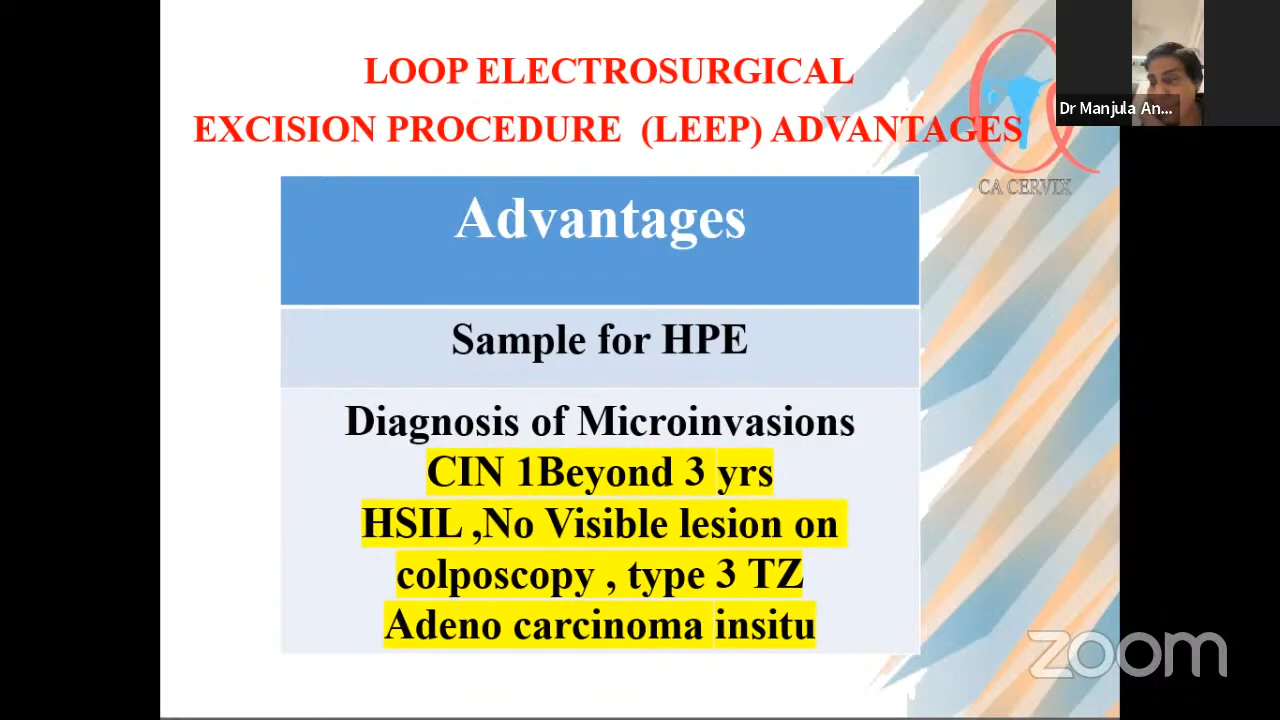 LOOP ELECTROSURGICAL
EXCISION PROCEDURE (LEEP) ADVANTAGES
Dr Manjula An...
CA CERVIX
Advantages
Sample for HPE
Diagnosis of Microinvasions
CIN 1Beyond 3 yrs
HSIL ,No Visible lesion on
colposcopy , type 3 TZ
Adeno carcinoma insitu
zoom